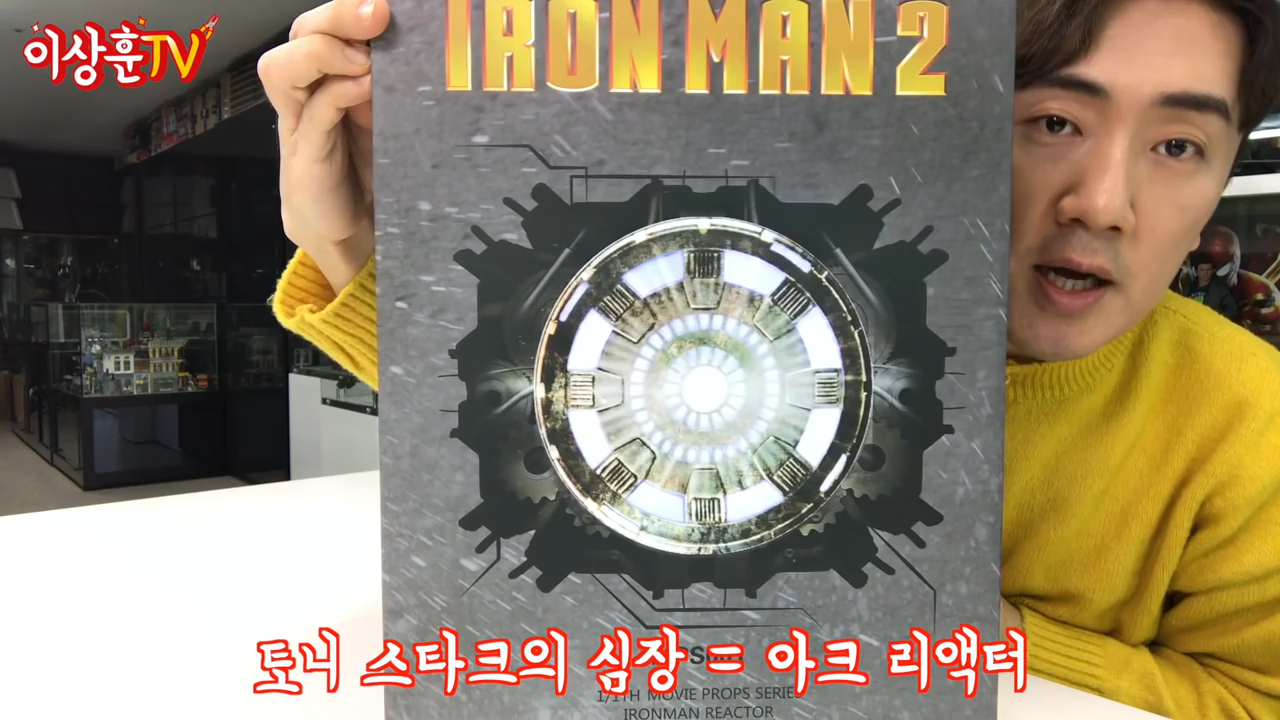 이상훈TV
IRON MAN 2
토니 스타크의 심장 = 아크 리액터
1/1TH MOVIE PROPS SERIES
IRONMAN REACTOR